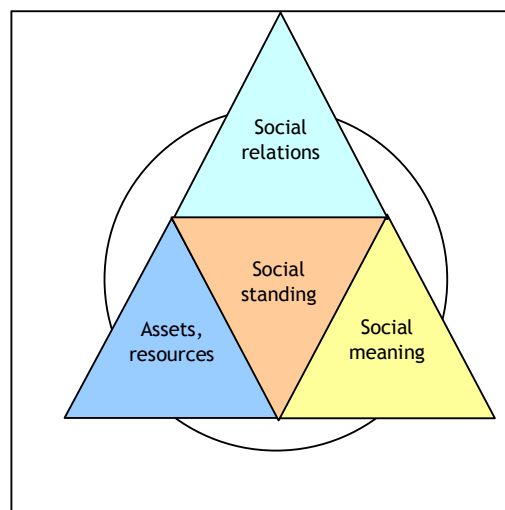 Social
relations
Social
standing
Assets,
resources
Social
meaning